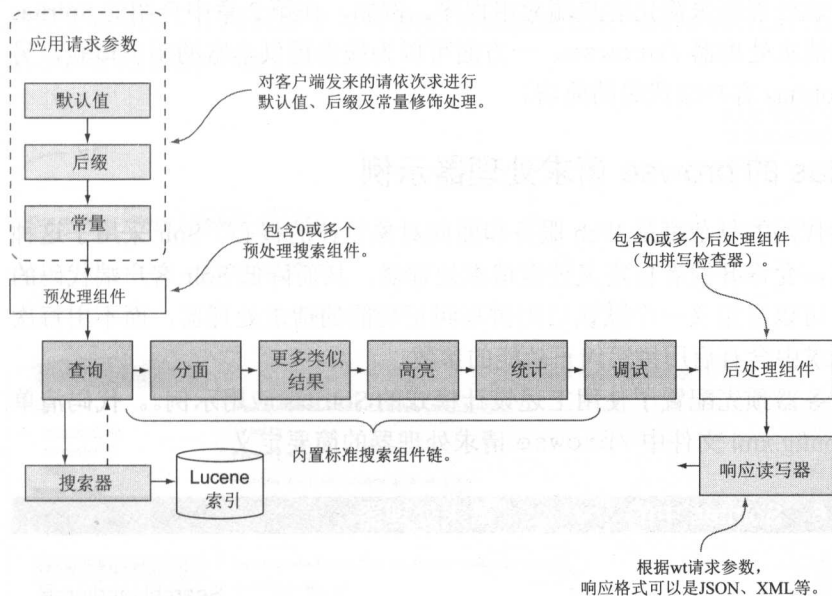 应用请求参数
默认值
后缀
常量
对客户端发来的请依次求进行
默认值、后缀及常量修饰处理。
包含0或多个
预处理搜索组件。
预处理组件
包含0或多个后处理组件
（如拼写检查器）。
查询
分面
更多类似
结果
高亮
统计
调试
后处理组件
内置标准搜索组件链。
搜索器
Lucene
索引
响应读写器
根据wt请求参数，
响应格式可以是JSON、XML等。